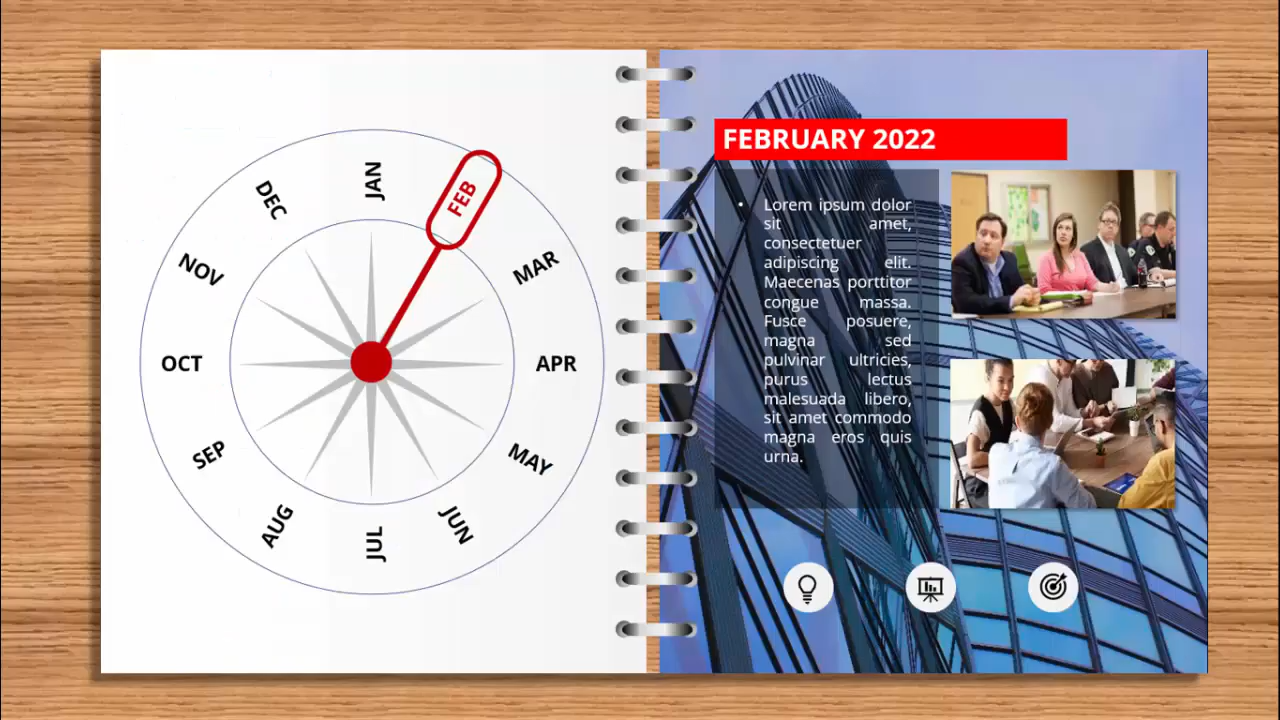 JAN
FEB
MAR
APR
MAY
JUN
JUL
AUG
SEP
OCT
NOV
DEC
FEBRUARY 2022
• Lorem ipsum dolor
sit amet,
consectetuer
adipiscing elit.
Maecenas porttitor
congue massa.
Fusce posuere,
magna sed
pulvinar ultricies,
purus lectus
malesuada libero,
sit amet commodo
magna eros quis
urna.